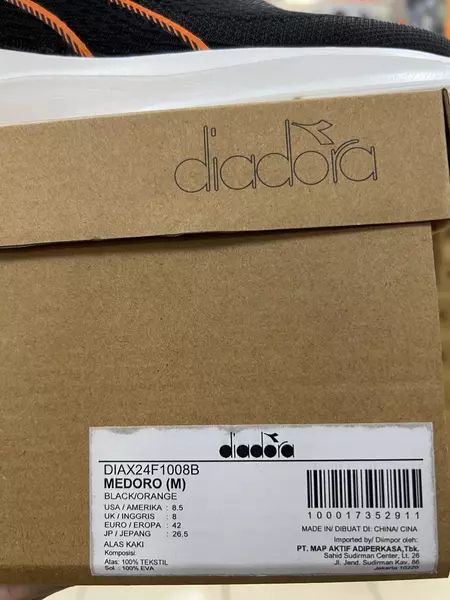 diadora
diadora
DIAX24F1008B
MEDORO (M)
BLACK/ORANGE
USA / AMERIKA : 8.5
UK / INGGRIS : 8
EURO / EROPA : 42
JP / JEPANG : 26.5
ALAS KAKI
Komposisi:
Atas: 100% TEKSTIL
Sol : 100% EVA
100017352911
MADE IN/ DIBUAT DI: CHINA/ CINA
Imported by/ Diimpor oleh:
PT. MAP AKTIF ADIPERKASA,Tbk.
Sahid Sudirman Center, Lt. 26
Jl. Jend. Sudirman Kav. 86
Jakarta 10220